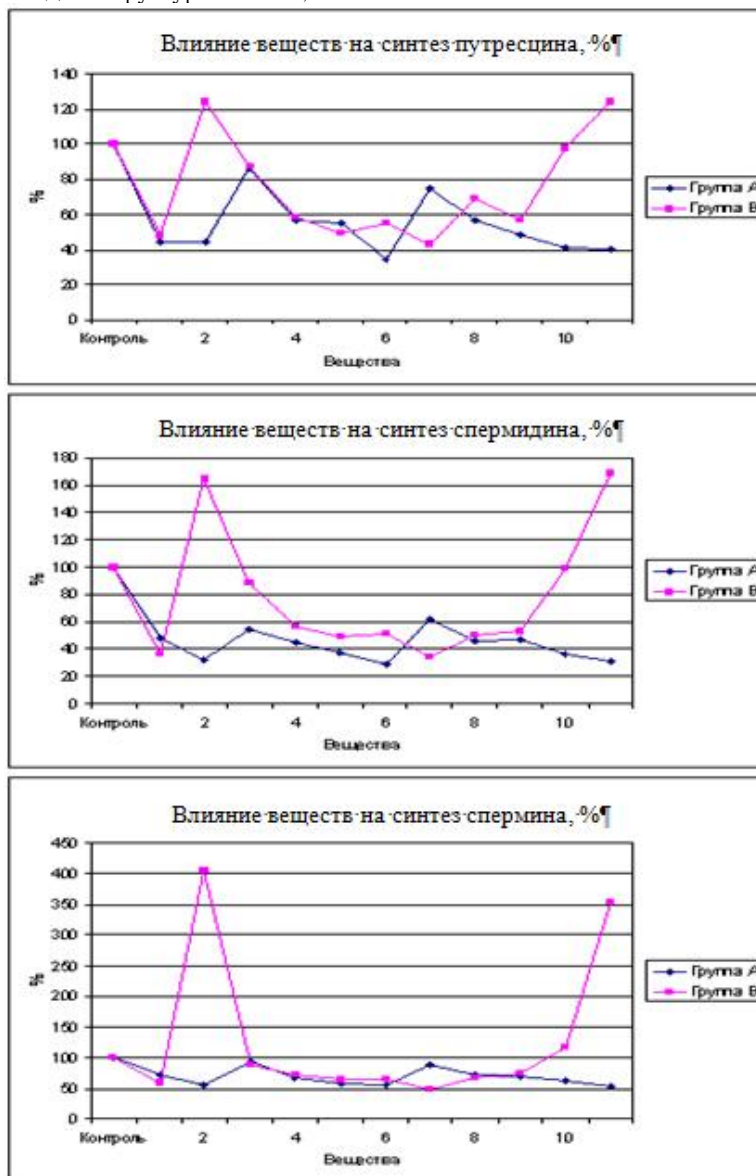 Влияние·веществ·на·синтез·путресцина,·%¶
140
120
100
80
60
40
20
0
%
Контроль 2 4 6 8 10
Вещества
Группа А
Группа В
Влияние·веществ·на·синтез·спермидина,·%¶
180
160
140
120
100
80
60
40
20
0
%
Контроль 2 4 6 8 10
Вещества
Группа А
Группа В
Влияние·веществ·на·синтез·спермина,·%¶
450
400
350
300
250
200
150
100
50
0
%
Контроль 2 4 6 8 10
Вещества
Группа А
Группа В